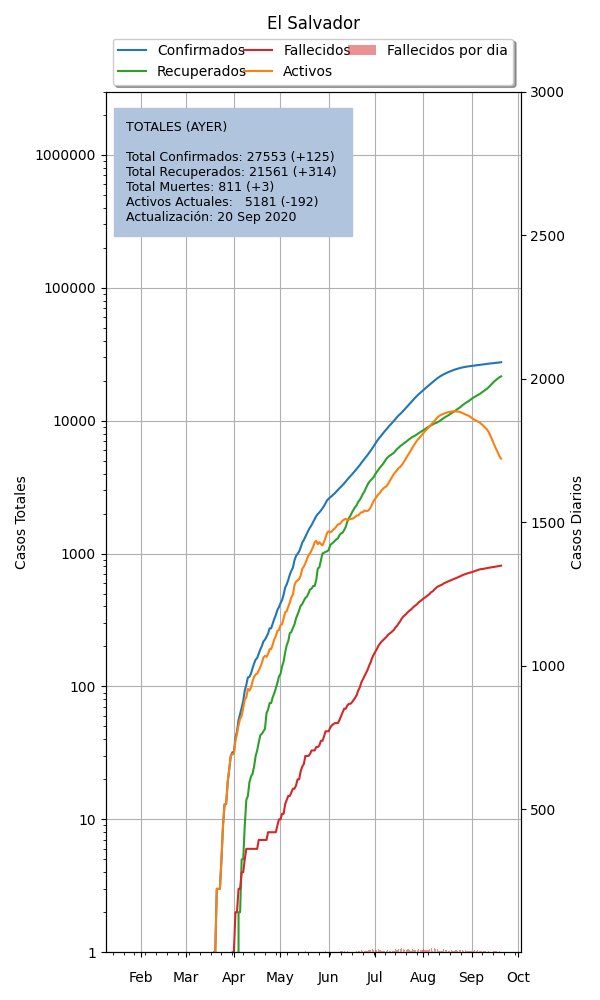 El Salvador
Confirmados Fallecidos Fallecidos por dia
Recuperados Activos
TOTALES (AYER)
Total Confirmados: 27553 (+125)
Total Recuperados: 21561 (+314)
Total Muertes: 811 (+3)
Activos Actuales:   5181 (-192)
Actualización: 20 Sep 2020
Casos Totales
1000000
100000
10000
1000
100
10
1
3000
2500
2000
1500
1000
500
Casos Diarios
Feb Mar Apr May Jun Jul Aug Sep Oct